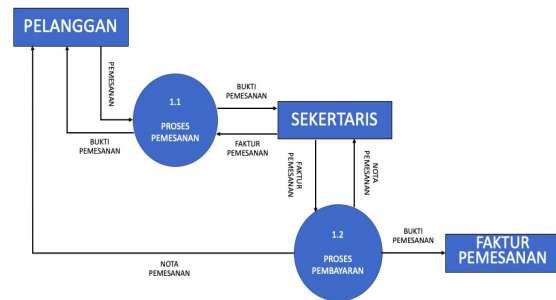 PELANGGAN
PEMESANAN
1.1
PROSES
PEMESANAN
BUKTI
PEMESANAN
BUKTI
PEMESANAN
SEKERTARIS
FAKTUR
PEMESANAN
FAKTUR
PEMESANAN
NOTA
PEMESANAN
1.2
PROSES
PEMBAYARAN
BUKTI
PEMESANAN
FAKTUR
PEMESANAN
NOTA
PEMESANAN